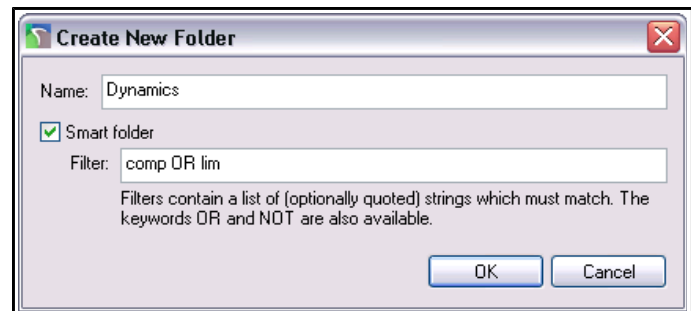 Create New Folder
Name: Dynamics
Smart folder
Filter: comp OR lim
Filters contain a list of (optionally quoted) strings which must match. The
keywords OR and NOT are also available.
OK Cancel